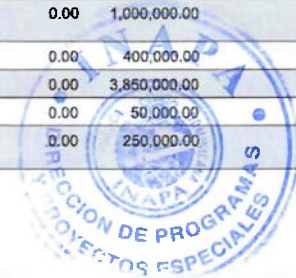 0.00 1,000,000.00
0.00 400,000.00
0.00 3,850,000.00
0.00 50,000.00
0.00 250,000.00
INAPA
DIRECCION DE PROGRAMAS
Y PROYECTOS ESPECIALES
INAPA